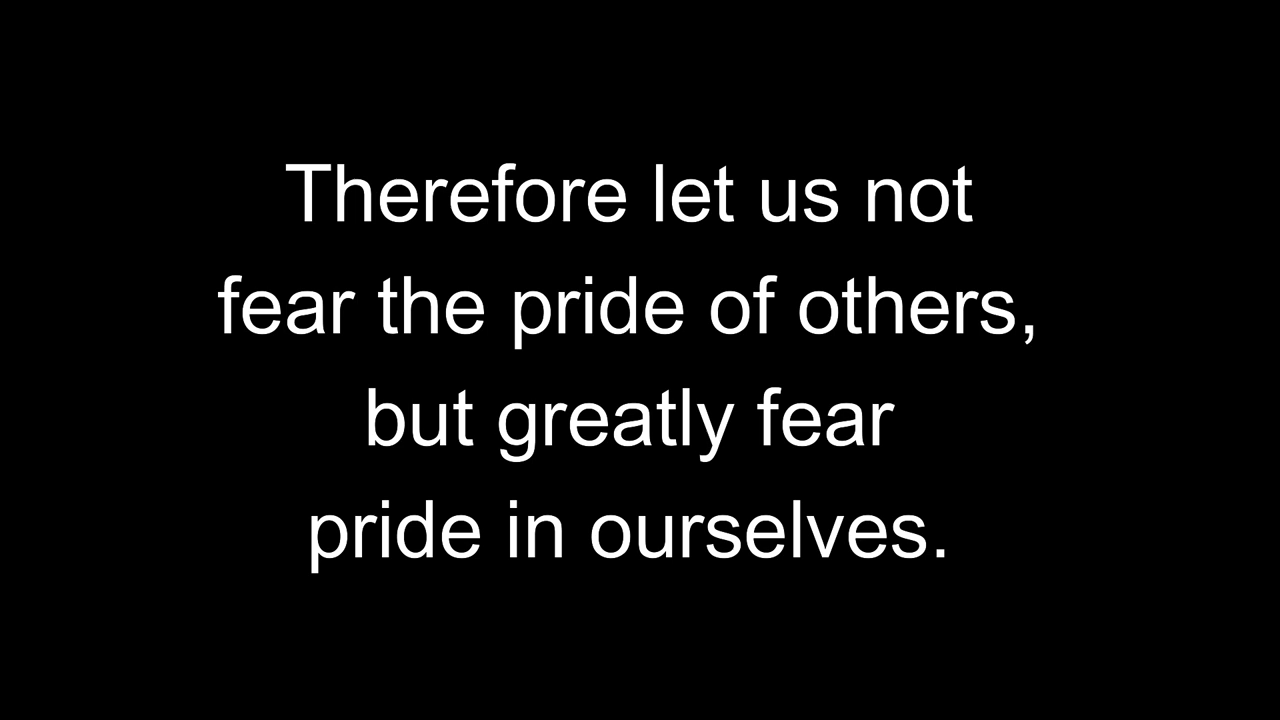 Therefore let us not
fear the pride of others,
but greatly fear
pride in ourselves.